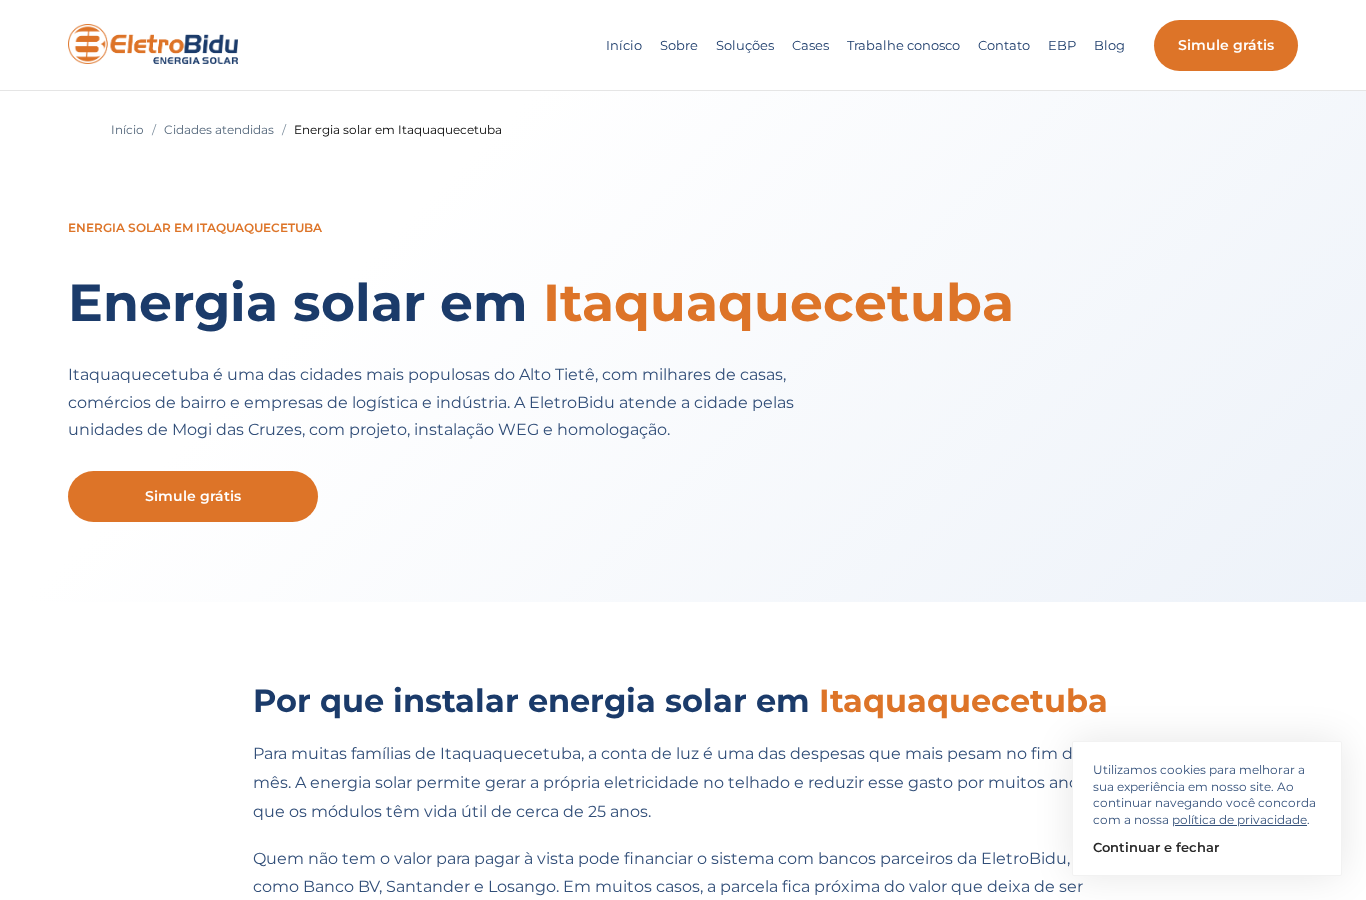 EletroBidu
ENERGIA SOLAR
Início Sobre Soluções Cases Trabalhe conosco Contato EBP Blog Simule grátis
Início / Cidades atendidas / Energia solar em Itaquaquecetuba
ENERGIA SOLAR EM ITAQUAQUECETUBA
Energia solar em Itaquaquecetuba
Itaquaquecetuba é uma das cidades mais populosas do Alto Tietê, com milhares de casas,
comércios de bairro e empresas de logística e indústria. A EletroBidu atende a cidade pelas
unidades de Mogi das Cruzes, com projeto, instalação WEG e homologação.
Simule grátis
Por que instalar energia solar em Itaquaquecetuba
Para muitas famílias de Itaquaquecetuba, a conta de luz é uma das despesas que mais pesam no fim
mês. A energia solar permite gerar a própria eletricidade no telhado e reduzir esse gasto por muitos
que os módulos têm vida útil de cerca de 25 anos.
Quem não tem o valor para pagar à vista pode financiar o sistema com bancos parceiros da EletroBidu,
como Banco BV, Santander e Losango. Em muitos casos, a parcela fica próxima do valor que deixa de ser
Utilizamos cookies para melhorar a
sua experiência em nosso site. Ao
continuar navegando você concorda
com a nossa política de privacidade.
Continuar e fechar